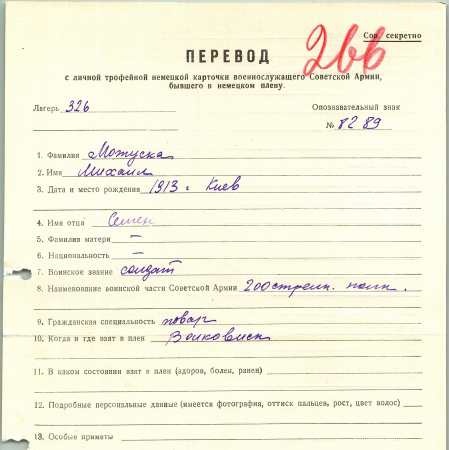 Сов. секретно
266
ПЕРЕВОД
с личной трофейной немецкой карточки военнослужащего Советской Армии,
бывшего в немецком плену.
Лагерь 326 Опознавательный знак
№ 8289
1. Фамилия Мотуска
2. Имя Михаил
3. Дата и место рождения 1913 г Киев
4. Имя отца Семен
5. Фамилия матери —
6. Национальность —
7. Воинское звание солдат
8. Наименование воинской части Советской Армии 200 стрелк. полк.
9. Гражданская специальность повар
10. Когда и где взят в плен Волковиск
11. В каком состоянии взят в плен (здоров, болен, ранен)
12. Подробные персональные данные (имеется фотография, оттиск пальцев, рост, цвет волос)
13. Особые приметы